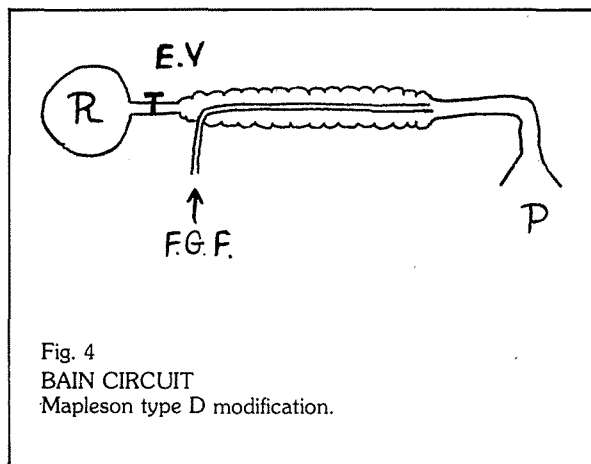 E.V
R
F.G.F.
P
Fig. 4
BAIN CIRCUIT
Mapleson type D modification.